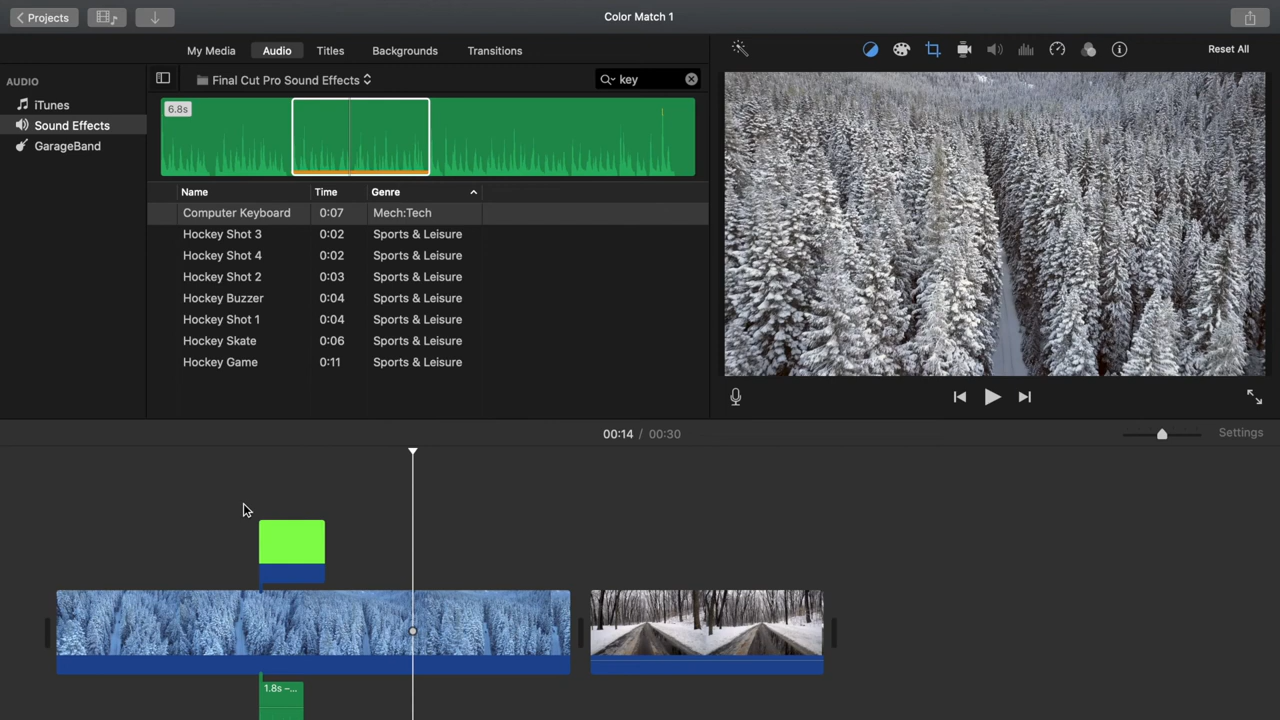 Projects
Color Match 1
My Media Audio Titles Backgrounds Transitions
Reset All
AUDIO
iTunes
Sound Effects
GarageBand
Final Cut Pro Sound Effects
key
6.8s
Name Time Genre
Computer Keyboard 0:07 Mech:Tech
Hockey Shot 3 0:02 Sports & Leisure
Hockey Shot 4 0:02 Sports & Leisure
Hockey Shot 2 0:03 Sports & Leisure
Hockey Buzzer 0:04 Sports & Leisure
Hockey Shot 1 0:04 Sports & Leisure
Hockey Skate 0:06 Sports & Leisure
Hockey Game 0:11 Sports & Leisure
00:14 / 00:30
Settings
1.8s –...